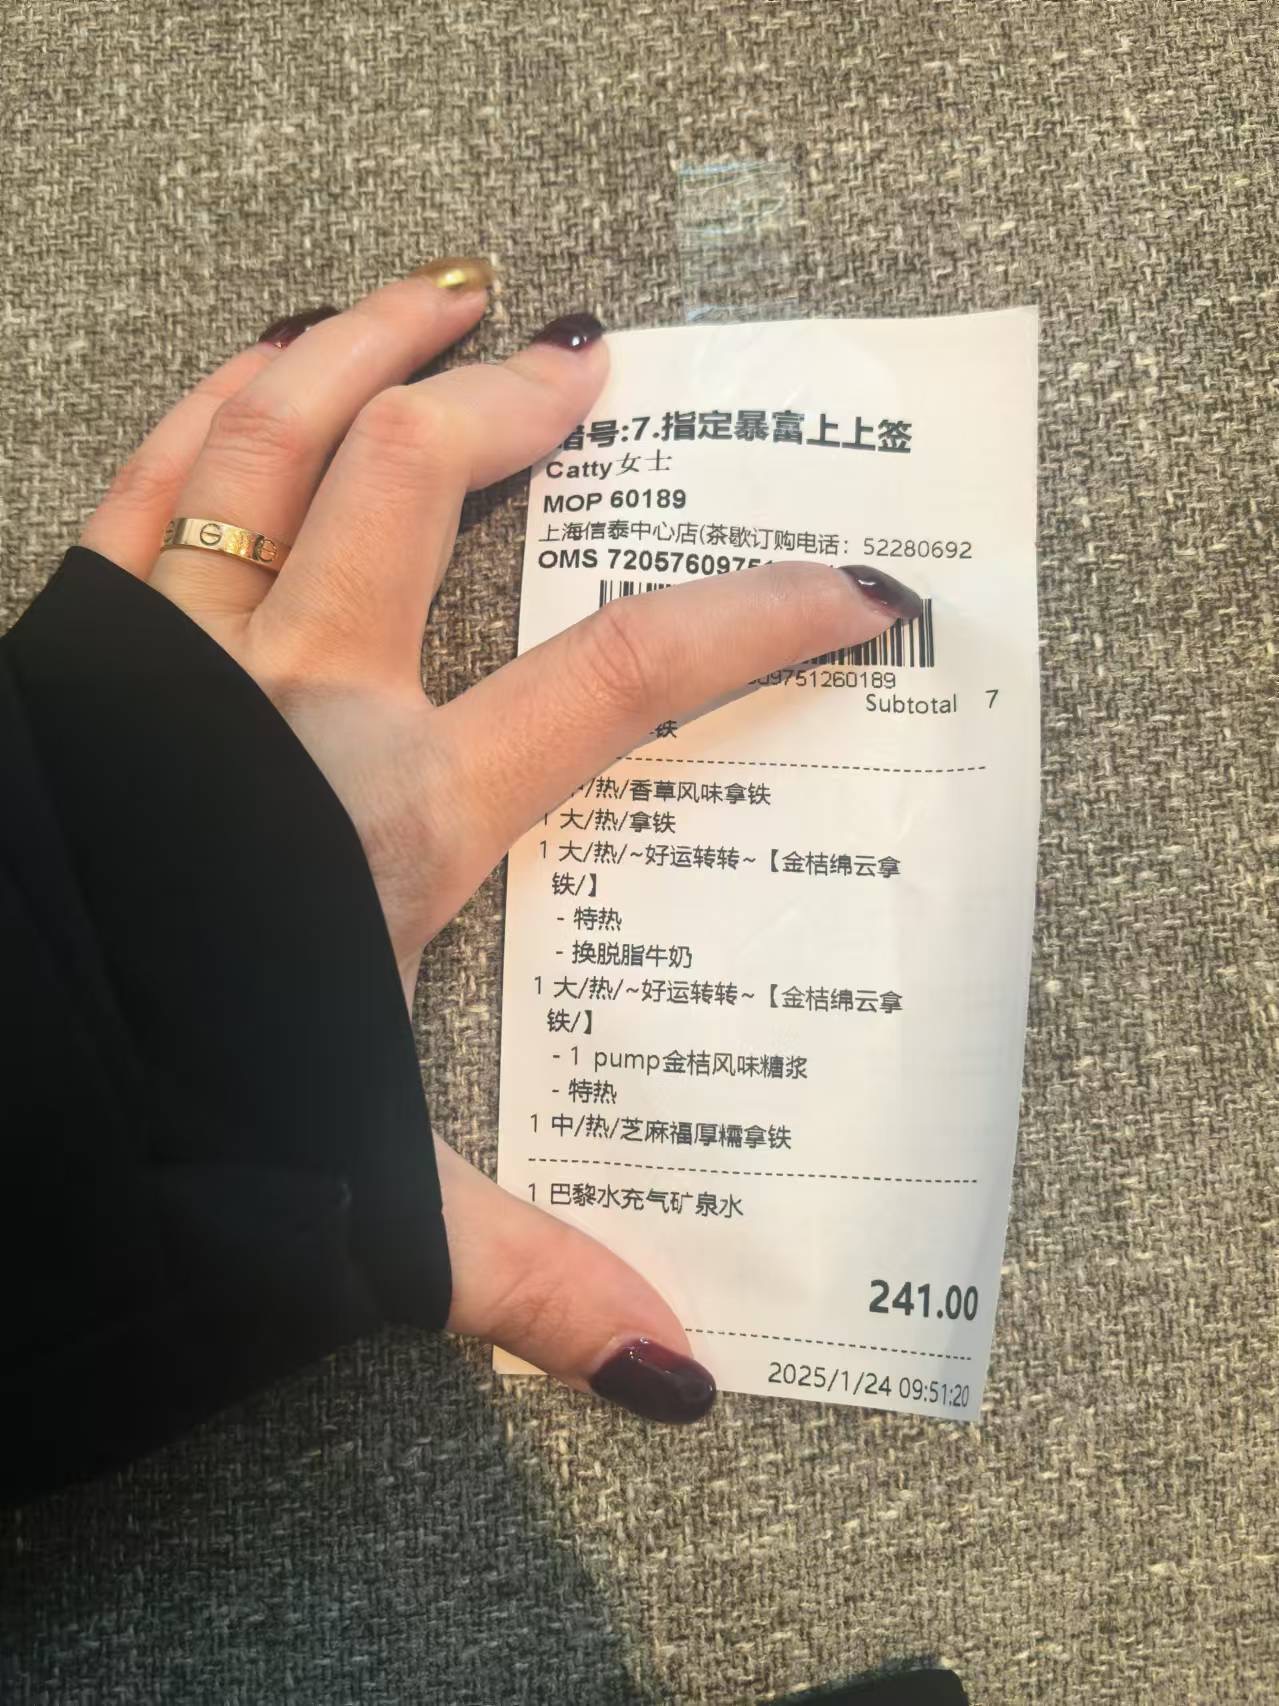 号:7.指定暴富上上签
Catty女士
MOP 60189
上海信泰中心店(茶歇订购电话: 52280692
OMS
09751260189
Subtotal 7
铁
/热/香草风味拿铁
1 大/热/拿铁
1 大/热/~好运转转~【金桔绵云拿
铁/】
- 特热
- 换脱脂牛奶
1 大/热/~好运转转~【金桔绵云拿
铁/】
- 1 pump金桔风味糖浆
- 特热
1 中/热/芝麻福厚糯拿铁
1 巴黎水充气矿泉水
241.00
2025/1/24 09:51:20